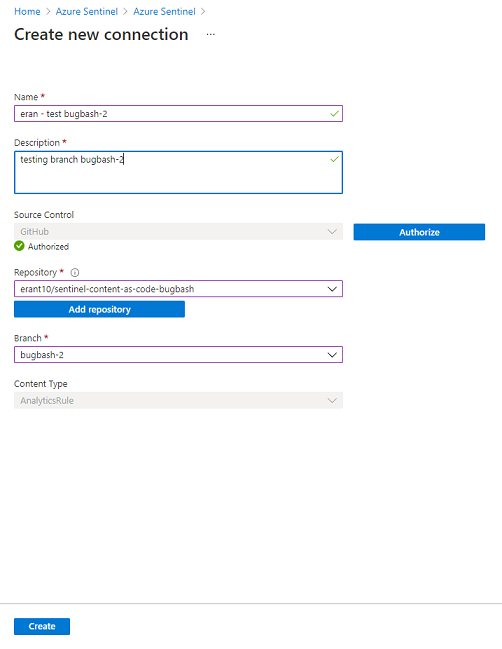 Home > Azure Sentinel > Azure Sentinel >
Create new connection ...
Name *
eran - test bugbash-2
Description *
testing branch bugbash-2
Source Control
GitHub
Authorize
Authorized
Repository *
erant10/sentinel-content-as-code-bugbash
Add repository
Branch *
bugbash-2
Content Type
AnalyticsRule
Create